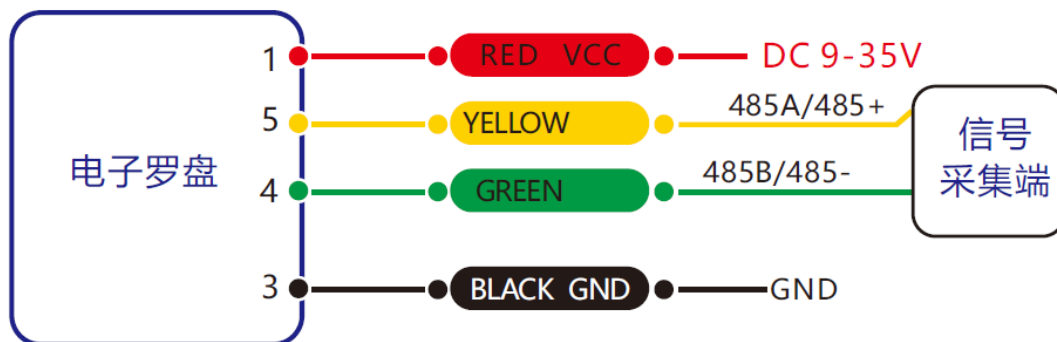 电子罗盘
1 RED VCC DC 9-35V
5 YELLOW 485A/485+
4 GREEN 485B/485-
3 BLACK GND GND
信号
采集端